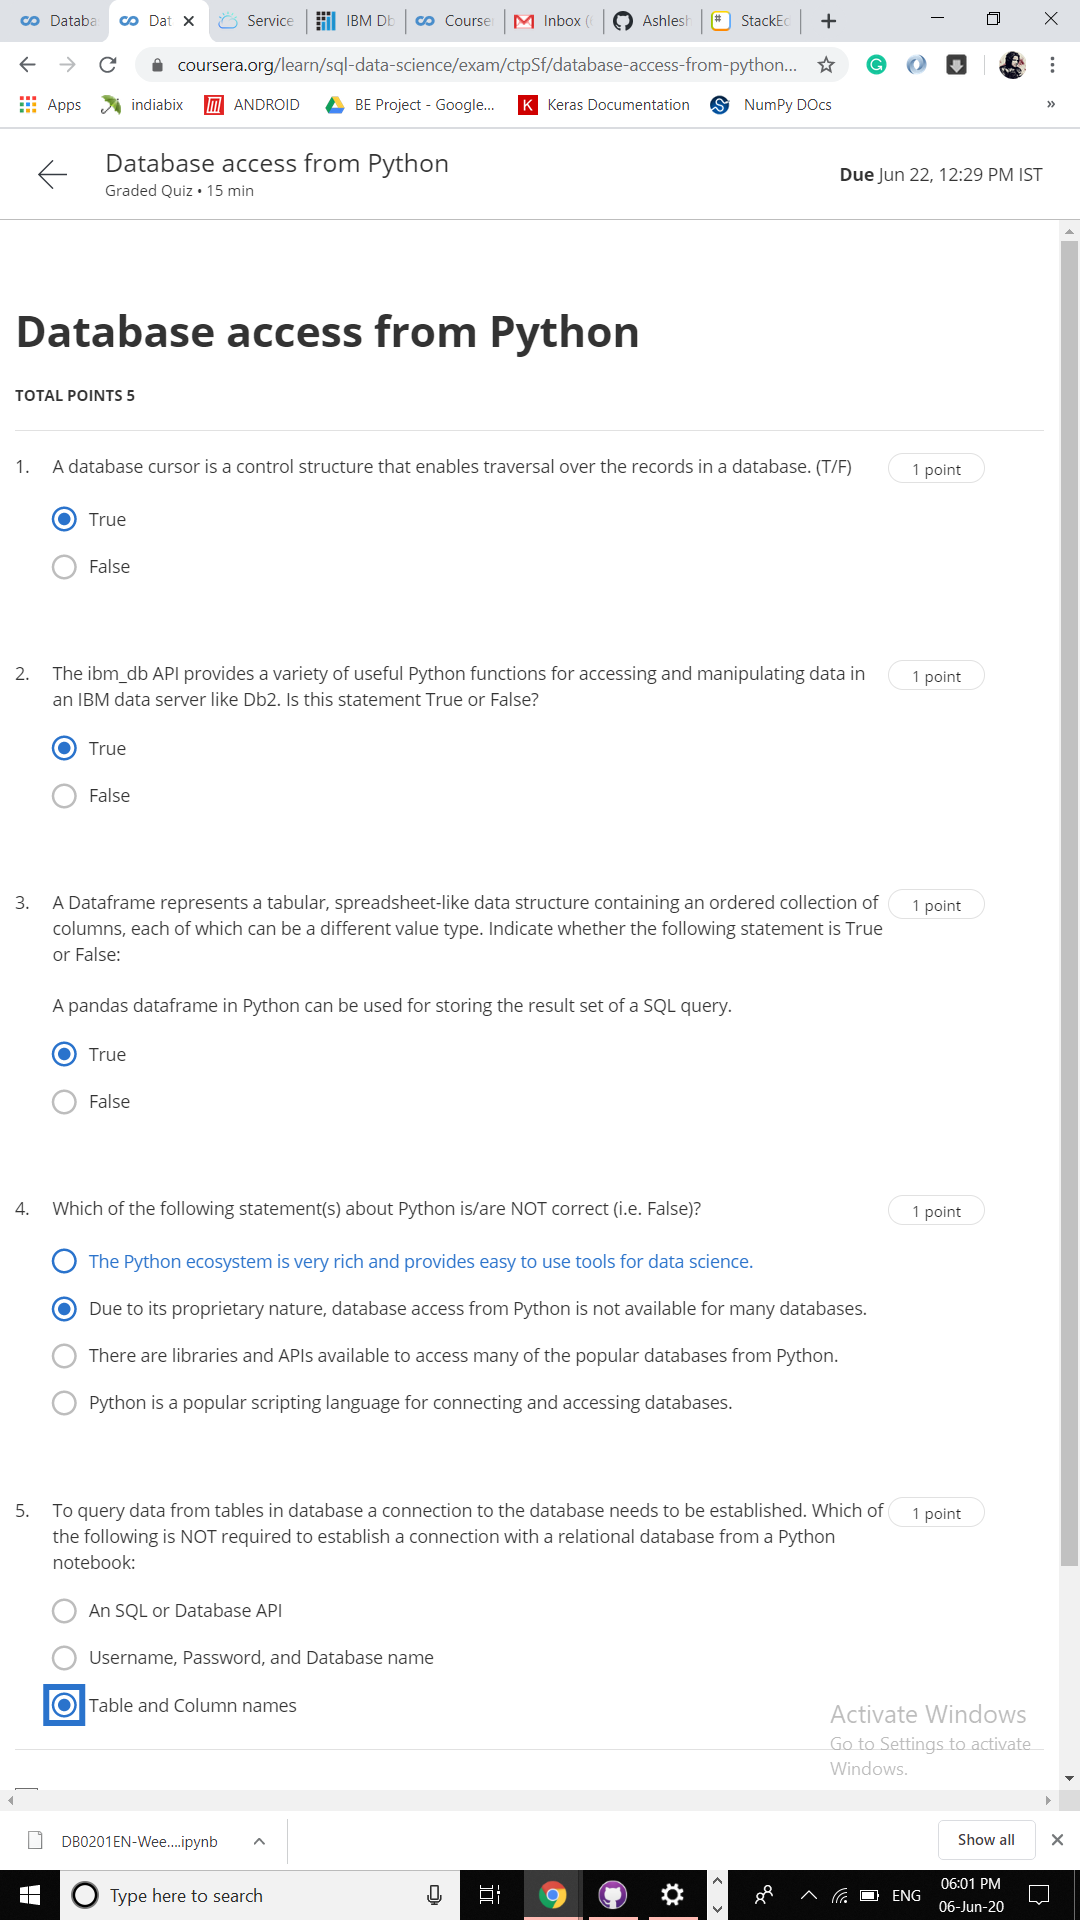 Databa
Dat
Service
IBM Db
Course
Inbox (
Ashlesh
StackEd
coursera.org/learn/sql-data-science/exam/ctpSf/database-access-from-python...
Apps
indiabix
ANDROID
BE Project - Google...
Keras Documentation
NumPy DOcs
»
Database access from Python
Graded Quiz • 15 min
Due Jun 22, 12:29 PM IST
Database access from Python
TOTAL POINTS 5
1. A database cursor is a control structure that enables traversal over the records in a database. (T/F)
1 point
True
False
2. The ibm_db API provides a variety of useful Python functions for accessing and manipulating data in
an IBM data server like Db2. Is this statement True or False?
1 point
True
False
3. A Dataframe represents a tabular, spreadsheet-like data structure containing an ordered collection of
columns, each of which can be a different value type. Indicate whether the following statement is True
or False:
1 point
A pandas dataframe in Python can be used for storing the result set of a SQL query.
True
False
4. Which of the following statement(s) about Python is/are NOT correct (i.e. False)?
1 point
The Python ecosystem is very rich and provides easy to use tools for data science.
Due to its proprietary nature, database access from Python is not available for many databases.
There are libraries and APIs available to access many of the popular databases from Python.
Python is a popular scripting language for connecting and accessing databases.
5. To query data from tables in database a connection to the database needs to be established. Which of
the following is NOT required to establish a connection with a relational database from a Python
notebook:
1 point
An SQL or Database API
Username, Password, and Database name
Table and Column names
Activate Windows
Go to Settings to activate
Windows.
DB0201EN-Wee....ipynb
Show all
Type here to search
ENG
06:01 PM
06-Jun-20